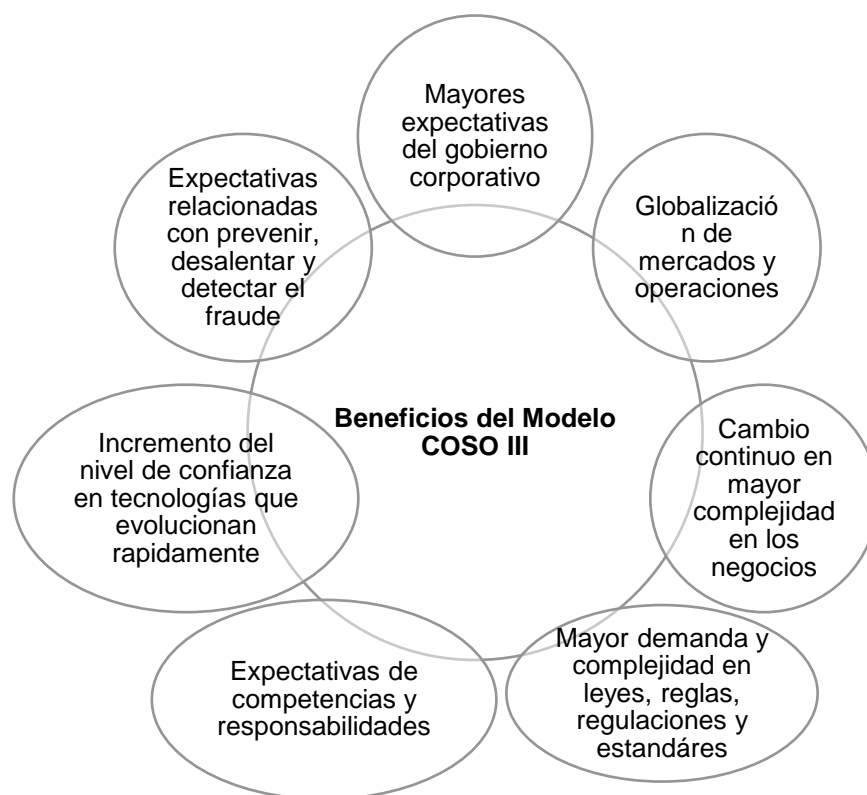 Mayores
expectativas
del gobierno
corporativo
Globalizació
n de
mercados y
operaciones
Cambio
continuo en
mayor
complejidad
en los
negocios
Mayor demanda y
complejidad en
leyes, reglas,
regulaciones y
estandáres
Expectativas de
competencias y
responsabilidades
Incremento del
nivel de confianza
en tecnologías que
evolucionan
rapidamente
Expectativas
relacionadas
con prevenir,
desalentar y
detectar el
fraude
Beneficios del Modelo
COSO III